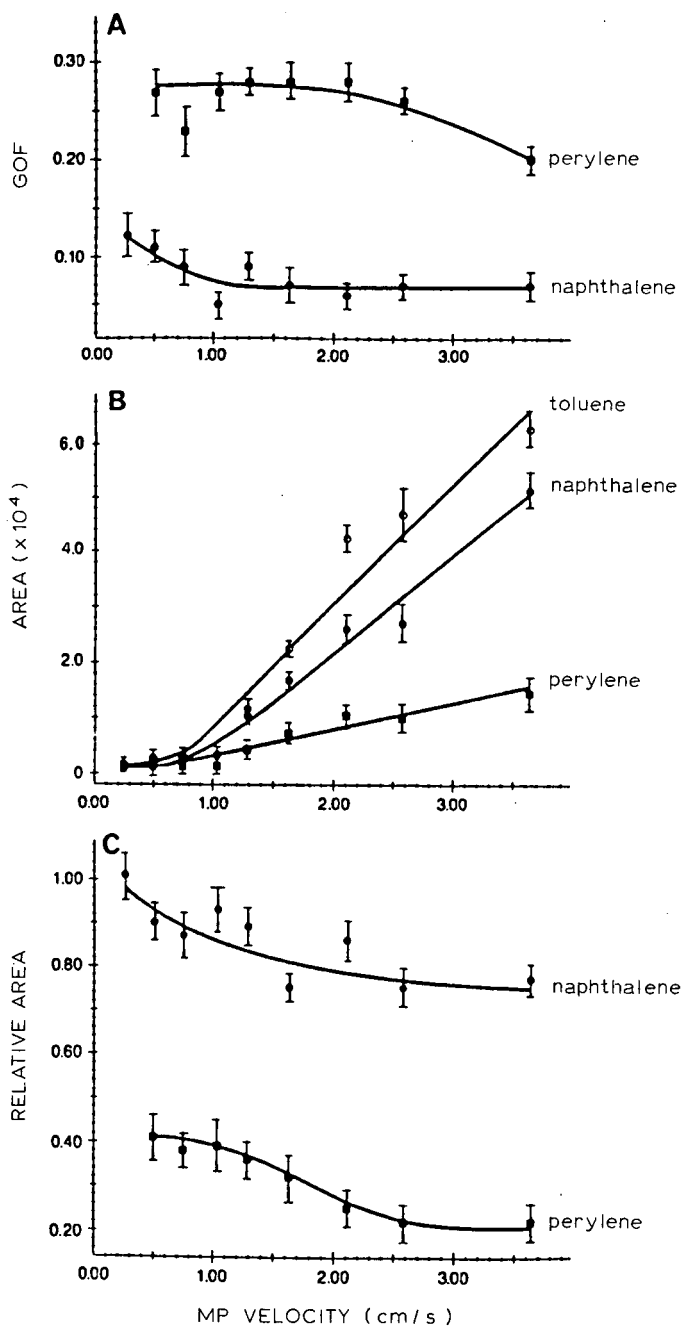 A
0.30
0.20
0.10
GOF
perylene
naphthalene
0.00
1.00
2.00
3.00
B
6.0
4.0
2.0
0
AREA (x10⁴)
toluene
naphthalene
perylene
0.00
1.00
2.00
3.00
C
1.00
0.80
0.60
0.40
0.20
RELATIVE AREA
naphthalene
perylene
0.00
1.00
2.00
3.00
MP VELOCITY (cm/s)